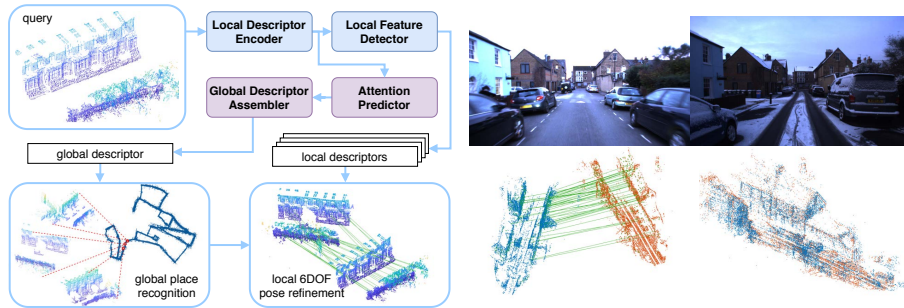 query
Local Descriptor
Encoder
Local Feature
Detector
Global Descriptor
Assembler
Attention
Predictor
global descriptor
local descriptors
global place
recognition
local 6DOF
pose refinement